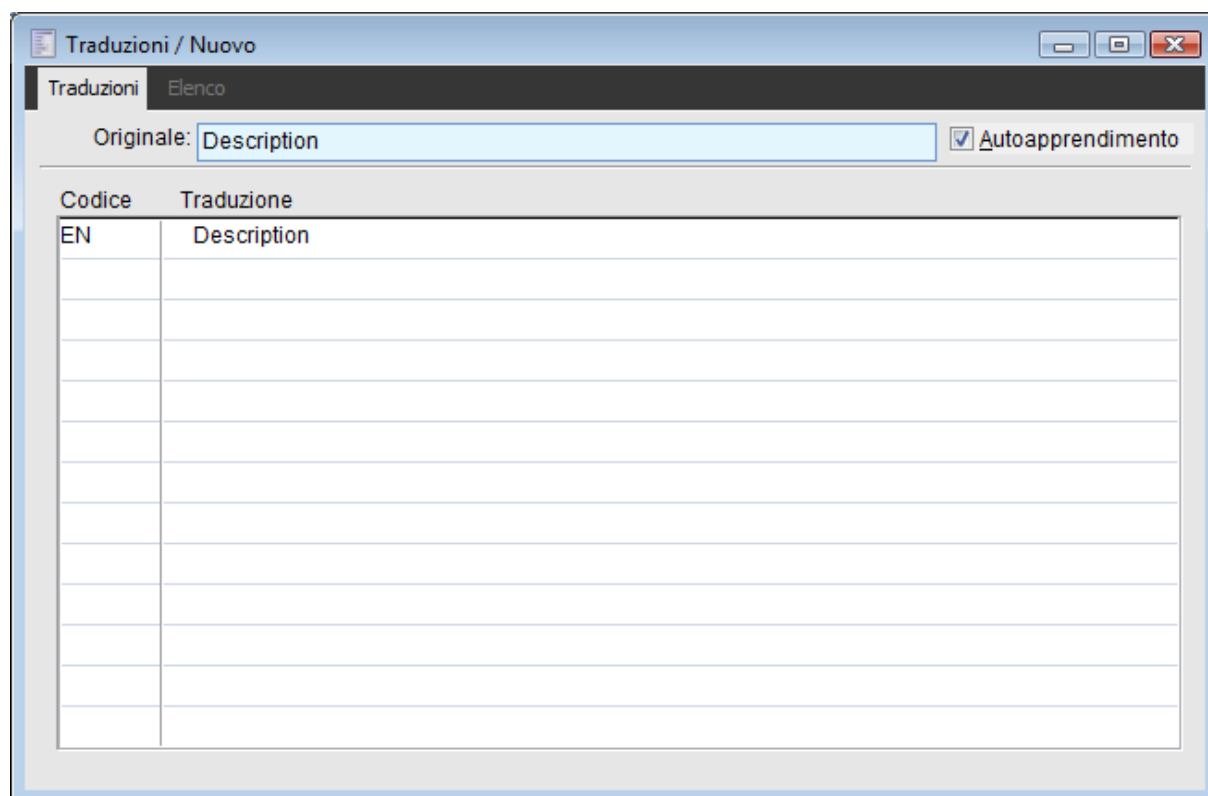 Traduzioni / Nuovo
Traduzioni Elenco
Originale: Description Autoapprendimento
Codice Traduzione
EN Description